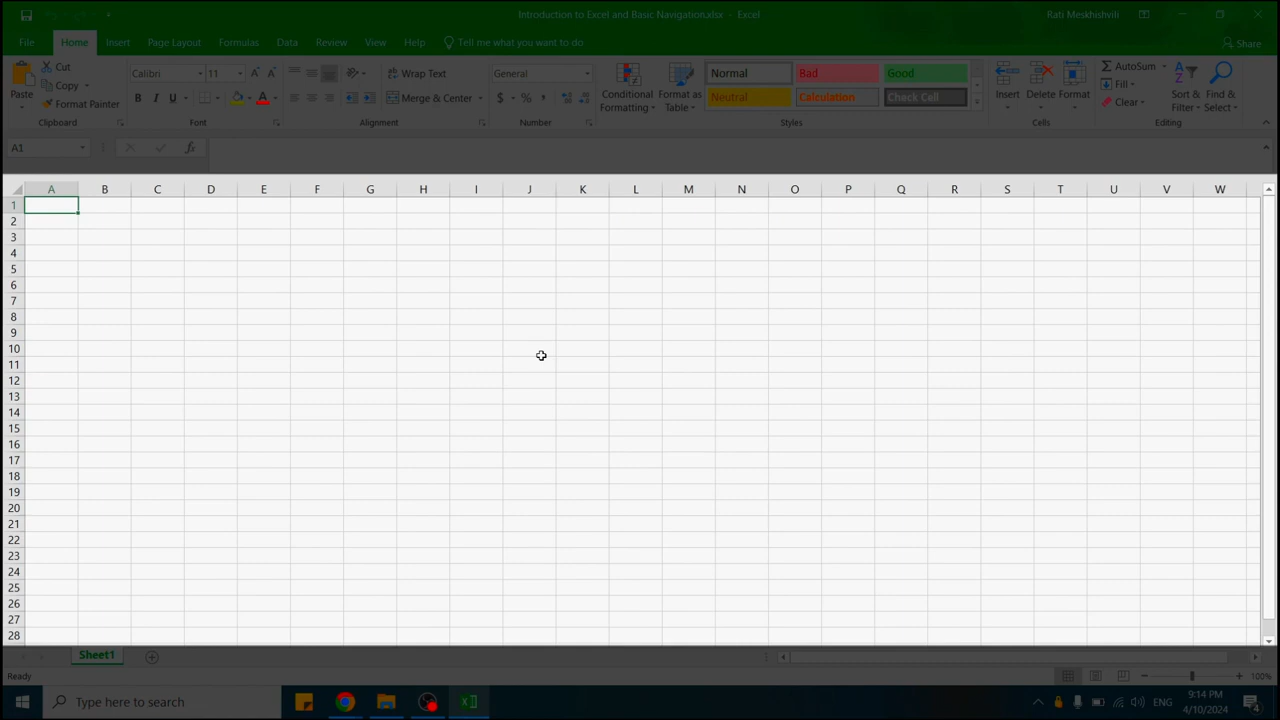 Introduction to Excel and Basic Navigation.xlsx - Excel
Rati Meskhishvili
File Home Insert Page Layout Formulas Data Review View Help Tell me what you want to do Share
Paste
Cut
Copy
Format Painter
Clipboard
Calibri 11
B I U
Font
Wrap Text
Merge & Center
Alignment
General
$ % ,
Number
Conditional Formatting
Format as Table
Normal Bad Good
Neutral Calculation Check Cell
Styles
Insert Delete Format
Cells
AutoSum
Fill
Clear
Sort & Filter
Find & Select
Editing
A1
fx
A B C D E F G H I J K L M N O P Q R S T U V W
1
2
3
4
5
6
7
8
9
10
11
12
13
14
15
16
17
18
19
20
21
22
23
24
25
26
27
28
Sheet1
Ready
100%
Type here to search
ENG
9:14 PM
4/10/2024
4